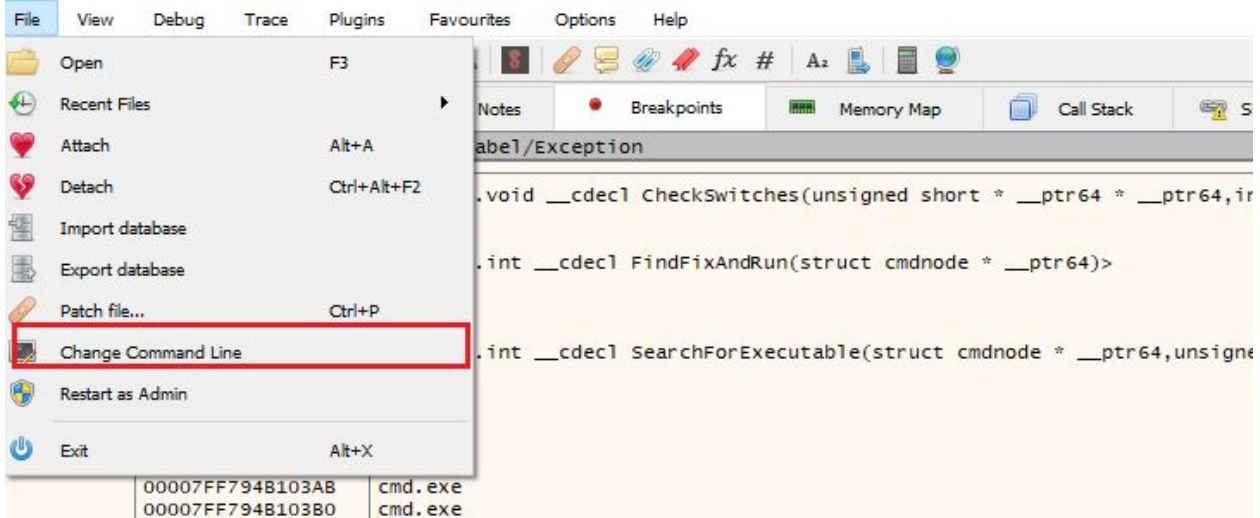 File View Debug Trace Plugins Favourites Options Help
Open F3
fx # A₂
Recent Files
Notes Breakpoints Memory Map Call Stack S
Attach Alt+A
abel/Exception
Detach Ctrl+Alt+F2
.void __cdecl CheckSwitches(unsigned short * __ptr64 * __ptr64,in
Import database
Export database
.int __cdecl FindFixAndRun(struct cmdnode * __ptr64)>
Patch file... Ctrl+P
Change Command Line
.int __cdecl SearchForExecutable(struct cmdnode * __ptr64,unsigne
Restart as Admin
Exit Alt+X
00007FF794B103AB cmd.exe
00007FF794B103B0 cmd.exe